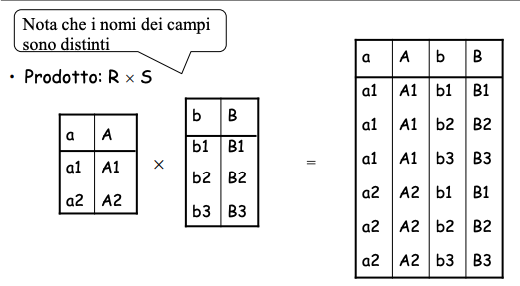 Nota che i nomi dei campi
sono distinti
• Prodotto: R × S
a A
a1 A1
a2 A2
×
b B
b1 B1
b2 B2
b3 B3
=
a A b B
a1 A1 b1 B1
a1 A1 b2 B2
a1 A1 b3 B3
a2 A2 b1 B1
a2 A2 b2 B2
a2 A2 b3 B3